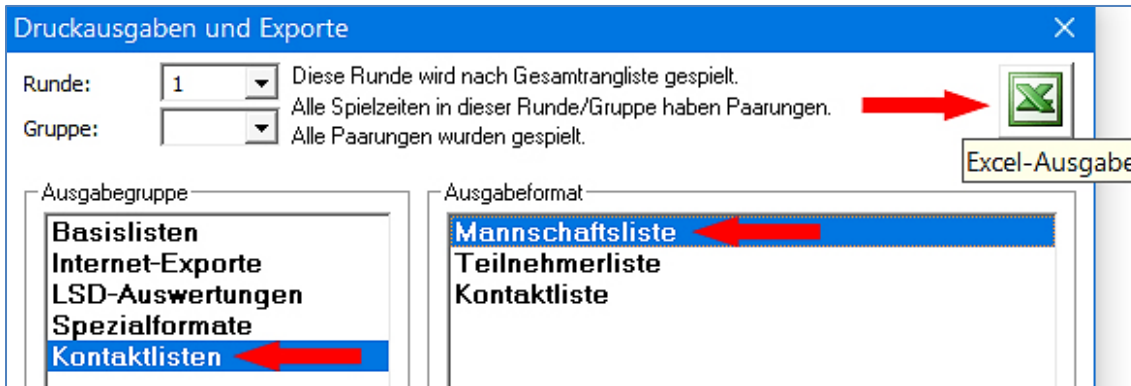 Druckausgaben und Exporte
Runde: 1 Diese Runde wird nach Gesamtrangliste gespielt.
Alle Spielzeiten in dieser Runde/Gruppe haben Paarungen.
Gruppe: Alle Paarungen wurden gespielt.
Excel-Ausgabe
Ausgabegruppe
Basislisten
Internet-Exporte
LSD-Auswertungen
Spezialformate
Kontaktlisten
Ausgabeformat
Mannschaftsliste
Teilnehmerliste
Kontaktliste